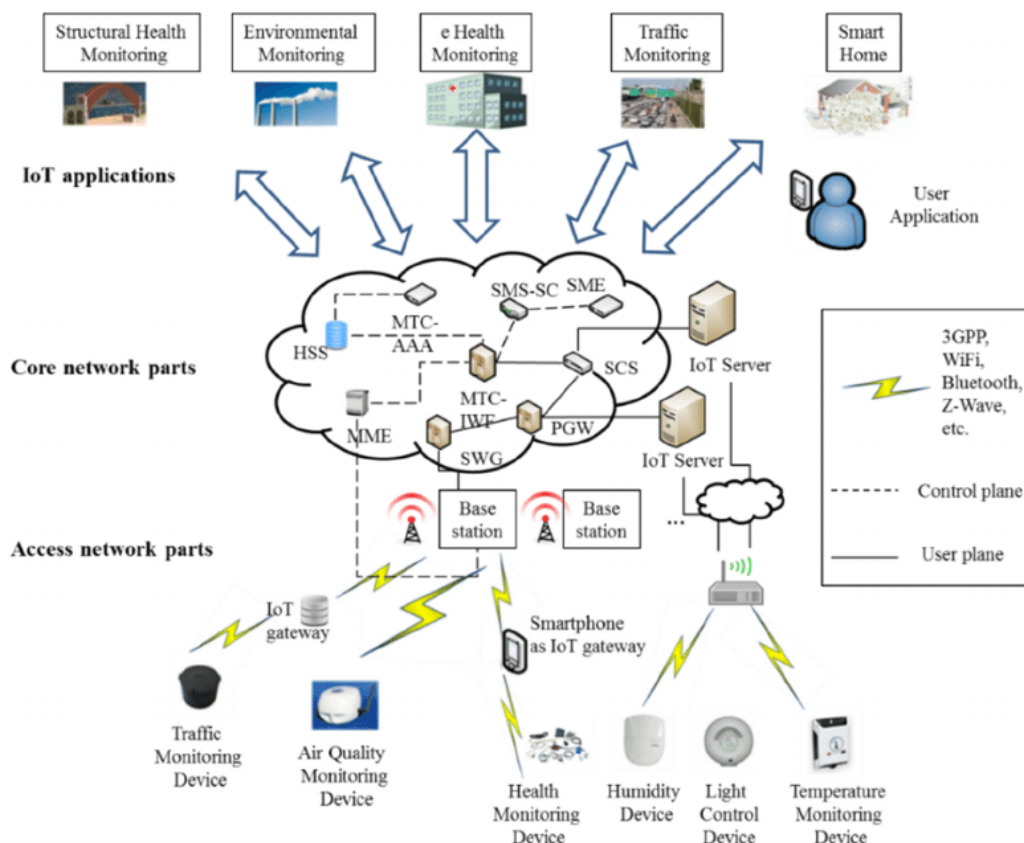 Structural Health
Monitoring
Environmental
Monitoring
e Health
Monitoring
Traffic
Monitoring
Smart
Home
IoT applications
User
Application
SMS-SC
SME
MTC-
AAA
HSS
SCS
IoT Server
Core network parts
MTC-
IWF
MME
PGW
SWG
IoT Server
3GPP,
WiFi,
Bluetooth,
Z-Wave,
etc.
Control plane
User plane
Base
station
Base
station
...
Access network parts
IoT
gateway
Smartphone
as IoT gateway
Traffic
Monitoring
Device
Air Quality
Monitoring
Device
Health
Monitoring
Device
Humidity
Device
Light
Control
Device
Temperature
Monitoring
Device